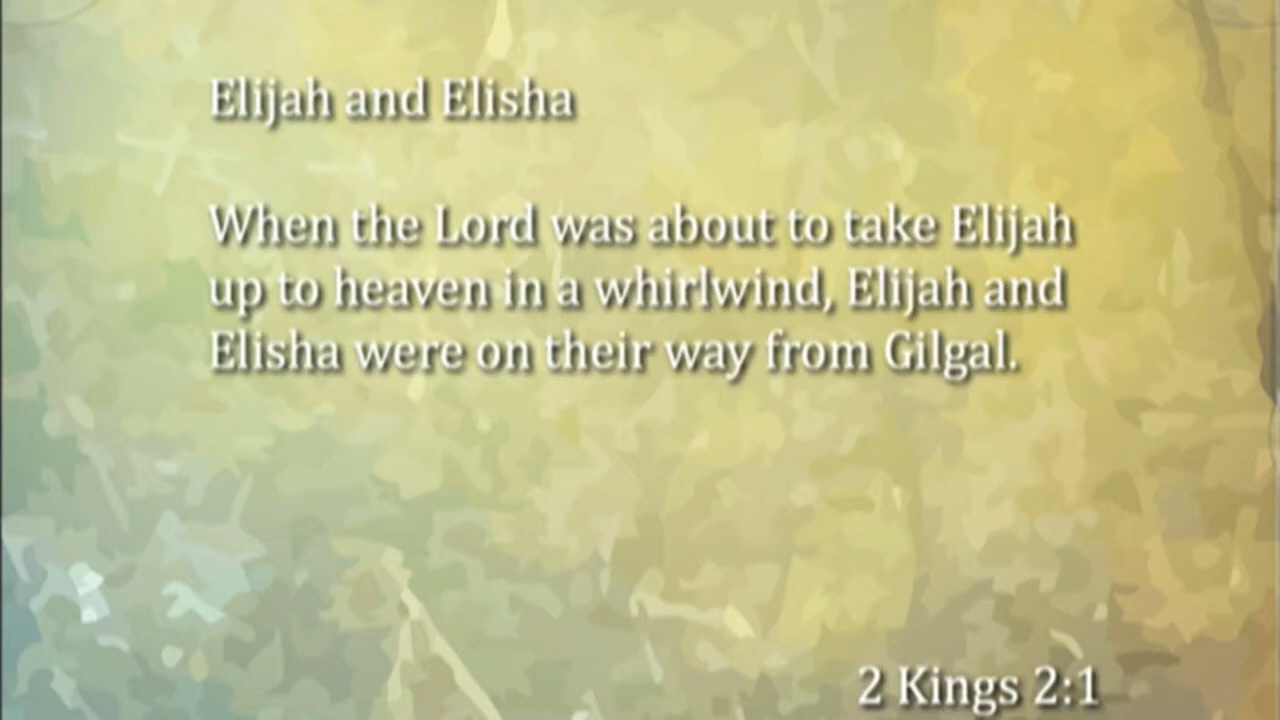 Elijah and Elisha
When the Lord was about to take Elijah
up to heaven in a whirlwind, Elijah and
Elisha were on their way from Gilgal.
2 Kings 2:1